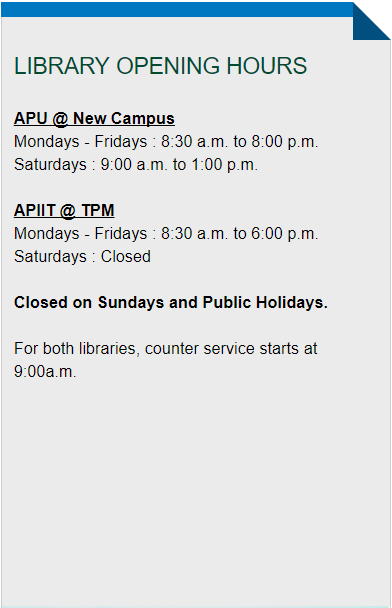 LIBRARY OPENING HOURS
APU @ New Campus
Mondays - Fridays : 8:30 a.m. to 8:00 p.m.
Saturdays : 9:00 a.m. to 1:00 p.m.
APIIT @ TPM
Mondays - Fridays : 8:30 a.m. to 6:00 p.m.
Saturdays : Closed
Closed on Sundays and Public Holidays.
For both libraries, counter service starts at
9:00a.m.